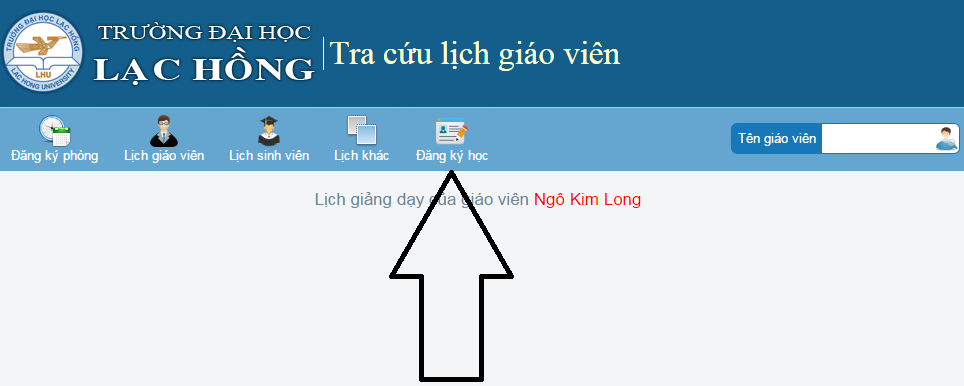 TRƯỜNG ĐẠI HỌC LẠC HỒNG
LHU
LAC HONG UNIVERSITY
TRƯỜNG ĐẠI HỌC
LẠC HỒNG
Tra cứu lịch giáo viên
Đăng ký phòng
Lịch giáo viên
Lịch sinh viên
Lịch khác
Đăng ký học
Tên giáo viên
Lịch giảng dạy của giáo viên Ngô Kim Long